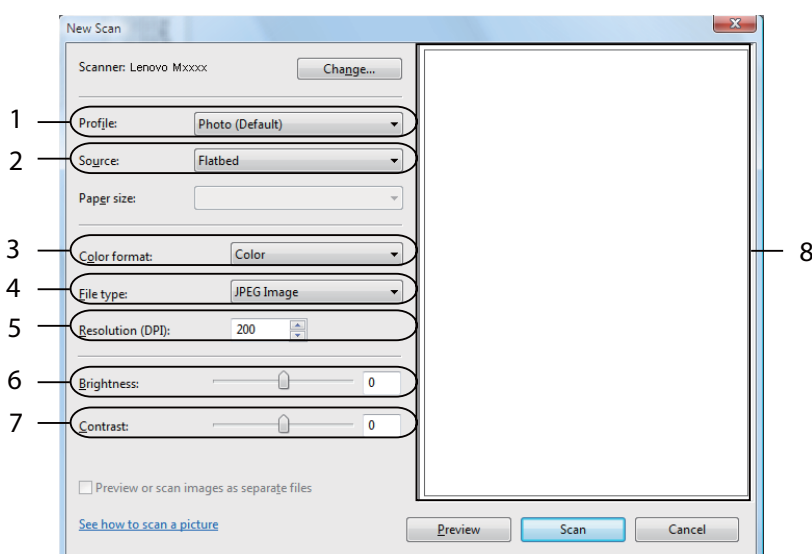 New Scan
Scanner: Lenovo Mxxxx
Change...
1
Profile:
Photo (Default)
2
Source:
Flatbed
Paper size:
3
Color format:
Color
8
4
File type:
JPEG Image
5
Resolution (DPI):
200
6
Brightness:
0
7
Contrast:
0
Preview or scan images as separate files
See how to scan a picture
Preview
Scan
Cancel